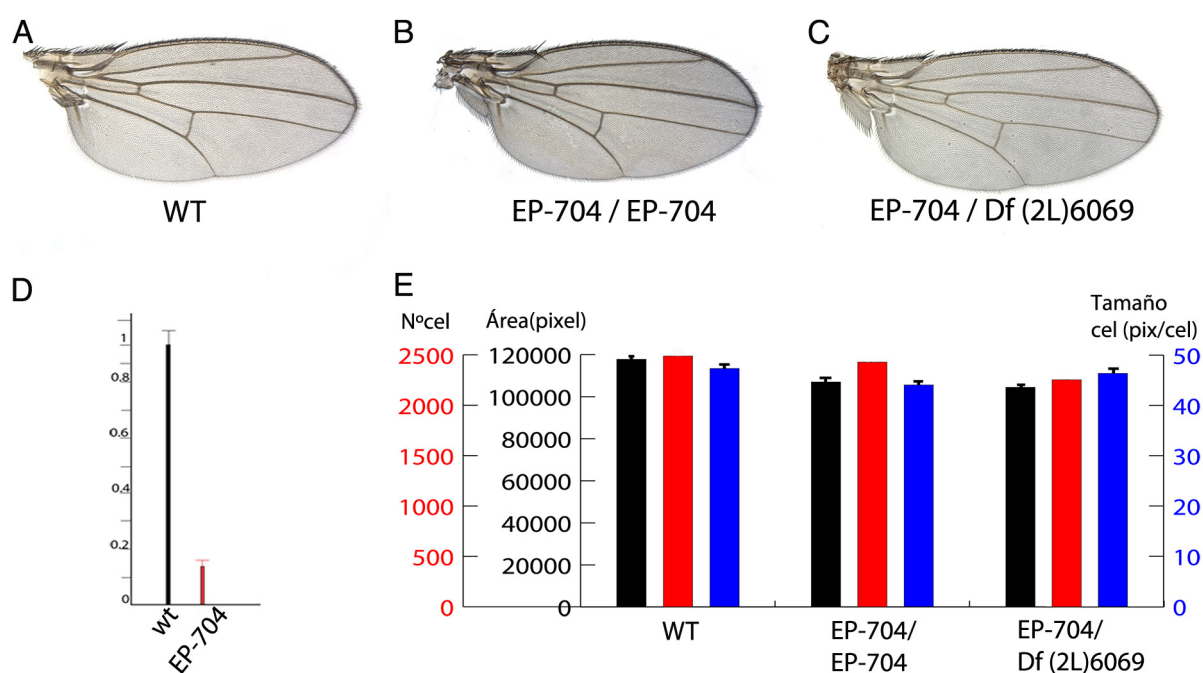 A
B
C
WT
EP-704 / EP-704
EP-704 / Df (2L)6069
D
1
0.8
0.6
0.4
0.2
0
wt
EP-704
E
Nºcel
Área(pixel)
Tamaño
cel (pix/cel)
2500
2000
1500
1000
500
0
120000
100000
80000
60000
40000
20000
0
50
40
30
20
10
0
WT
EP-704/
EP-704
EP-704/
Df (2L)6069